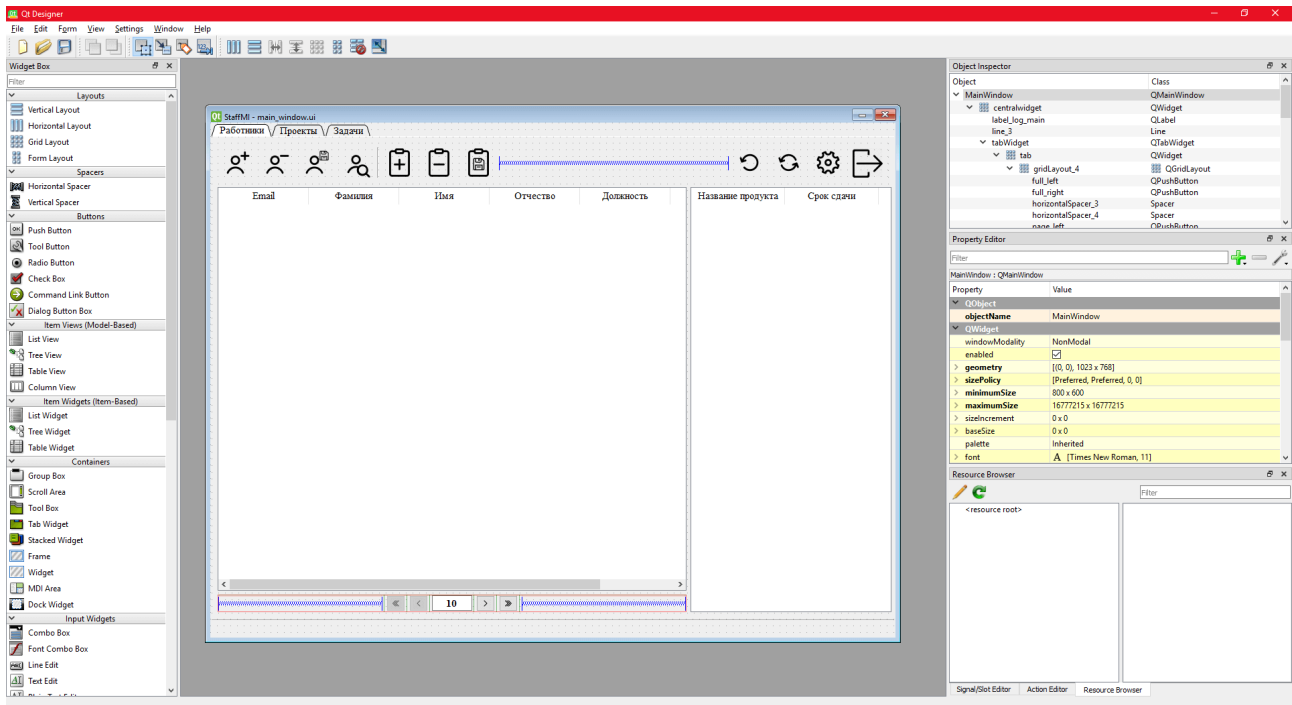 Qt Designer
File Edit Form View Settings Window Help
Widget Box
Filter
Layouts
Vertical Layout
Horizontal Layout
Grid Layout
Form Layout
Spacers
Horizontal Spacer
Vertical Spacer
Buttons
Push Button
Tool Button
Radio Button
Check Box
Command Link Button
Dialog Button Box
Item Views (Model-Based)
List View
Tree View
Table View
Column View
Item Widgets (Item-Based)
List Widget
Tree Widget
Table Widget
Containers
Group Box
Scroll Area
Tool Box
Tab Widget
Stacked Widget
Frame
Widget
MDI Area
Dock Widget
Input Widgets
Combo Box
Font Combo Box
Line Edit
Text Edit
StaffMI - main_window.ui
Работники Проекты Задачи
Email Фамилия Имя Отчество Должность Название продукта Срок сдачи
10
Object Inspector
Object Class
MainWindow QMainWindow
centralwidget QWidget
label_log_main QLabel
line_3 Line
tabWidget QTabWidget
tab QWidget
gridLayout_4 QGridLayout
full_left QPushButton
full_right QPushButton
horizontalSpacer_3 Spacer
horizontalSpacer_4 Spacer
page_left QPushButton
Property Editor
Filter
MainWindow : QMainWindow
Property Value
QObject
objectName MainWindow
QWidget
windowModality NonModal
enabled
geometry [(0, 0), 1023 x 768]
sizePolicy [Preferred, Preferred, 0, 0]
minimumSize 800 x 600
maximumSize 16777215 x 16777215
sizeIncrement 0 x 0
baseSize 0 x 0
palette Inherited
font A [Times New Roman, 11]
Resource Browser
Filter
<resource root>
Signal/Slot Editor Action Editor Resource Browser